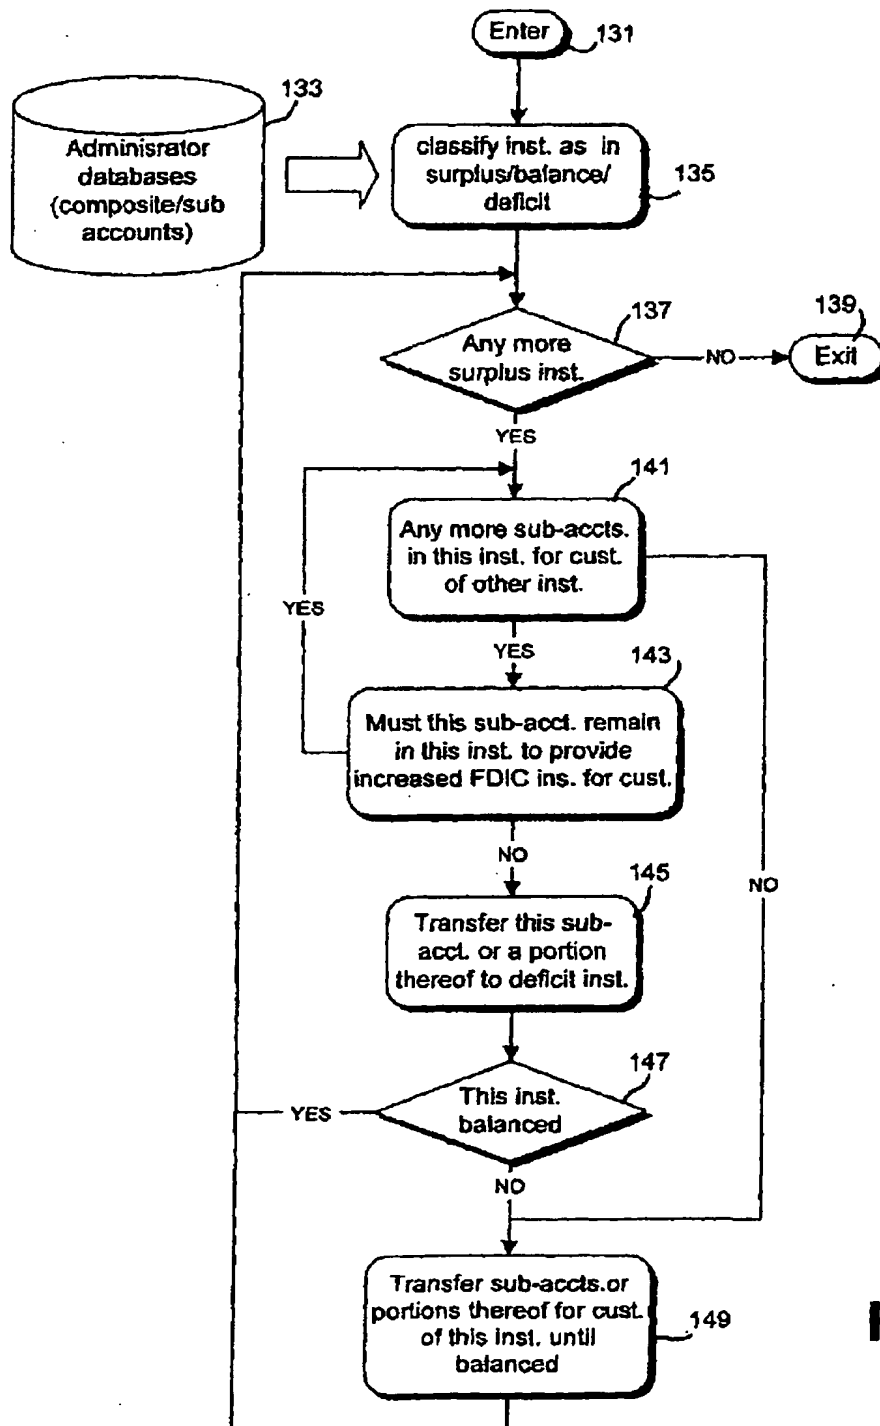 Enter
131
133
Adminisrator
databases
(composite/sub
accounts)
classify inst. as in
surplus/balance/
deficit
135
137
Any more
surplus inst.
NO
139
Exit
YES
141
Any more sub-accts.
in this inst. for cust.
of other inst.
YES
YES
143
Must this sub-acct. remain
in this inst. to provide
increased FDIC ins. for cust.
NO
NO
145
Transfer this sub-
acct. or a portion
thereof to deficit inst.
147
This inst.
balanced
YES
NO
Transfer sub-accts.or
portions thereof for cust.
of this inst. until
balanced
149